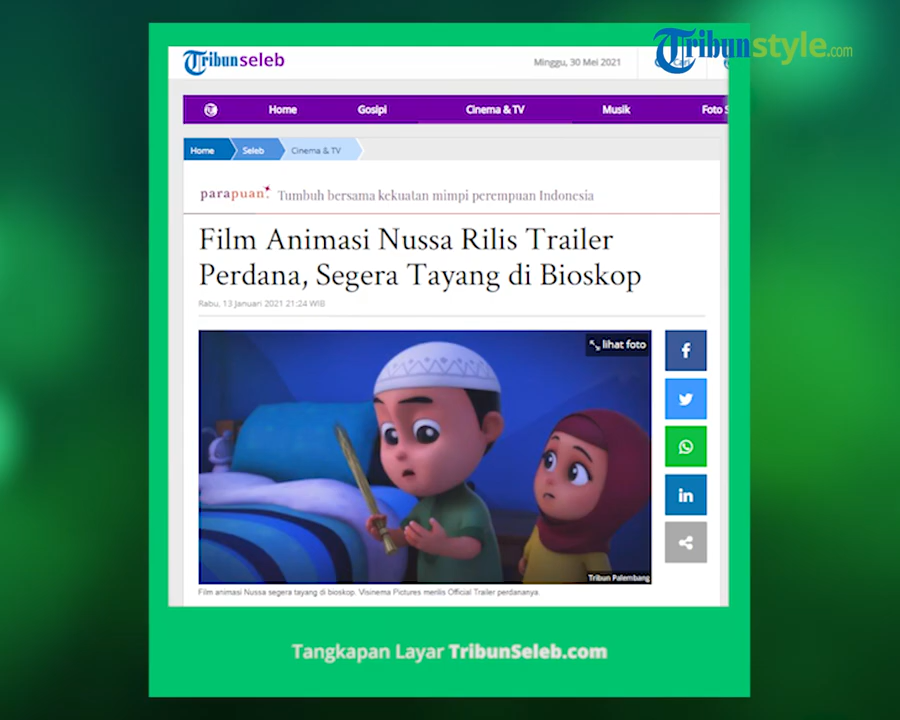 Tribunstyle.com
Tribunseleb
Minggu, 30 Mei 2021
Cari
Home Gosipi Cinema & TV Musik Foto S
Home Seleb Cinema & TV
parapuan. Tumbuh bersama kekuatan mimpi perempuan Indonesia
Film Animasi Nussa Rilis Trailer
Perdana, Segera Tayang di Bioskop
Rabu, 13 Januari 2021 21:24 WIB
lihat foto
Tribun Palembang
Film animasi Nussa segera tayang di bioskop. Visinema Pictures merilis Official Trailer perdananya
Tangkapan Layar TribunSeleb.com